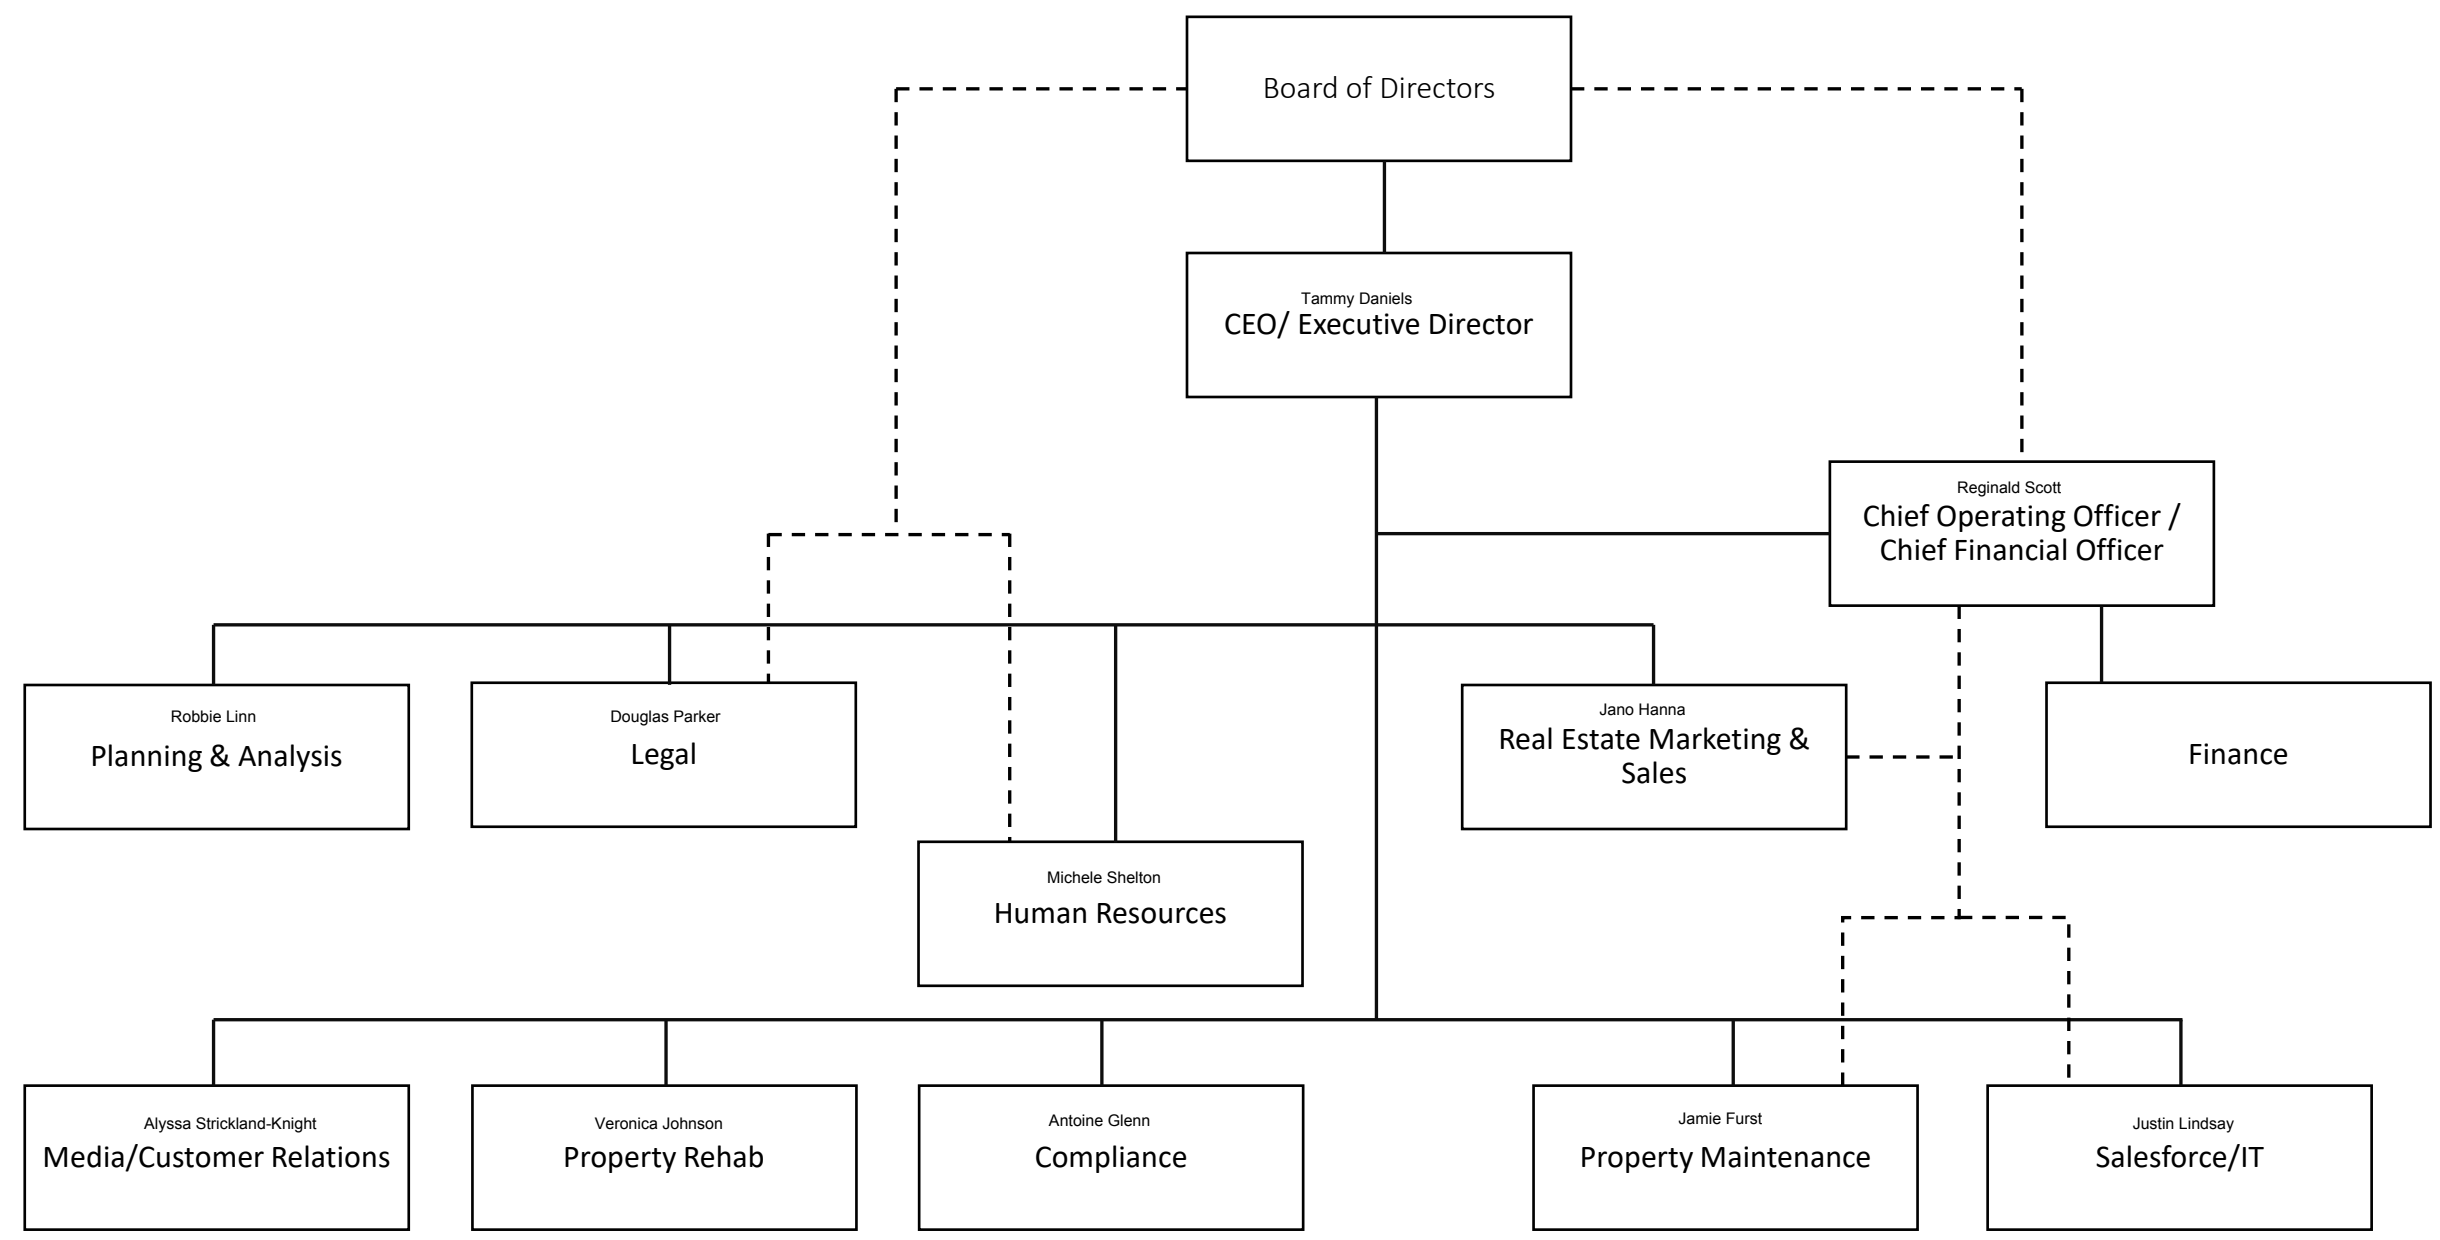 Board of Directors
Tammy Daniels
CEO/ Executive Director
Reginald Scott
Chief Operating Officer /
Chief Financial Officer
Robbie Linn
Planning & Analysis
Douglas Parker
Legal
Jano Hanna
Real Estate Marketing &
Sales
Finance
Michele Shelton
Human Resources
Alyssa Strickland-Knight
Media/Customer Relations
Veronica Johnson
Property Rehab
Antoine Glenn
Compliance
Jamie Furst
Property Maintenance
Justin Lindsay
Salesforce/IT